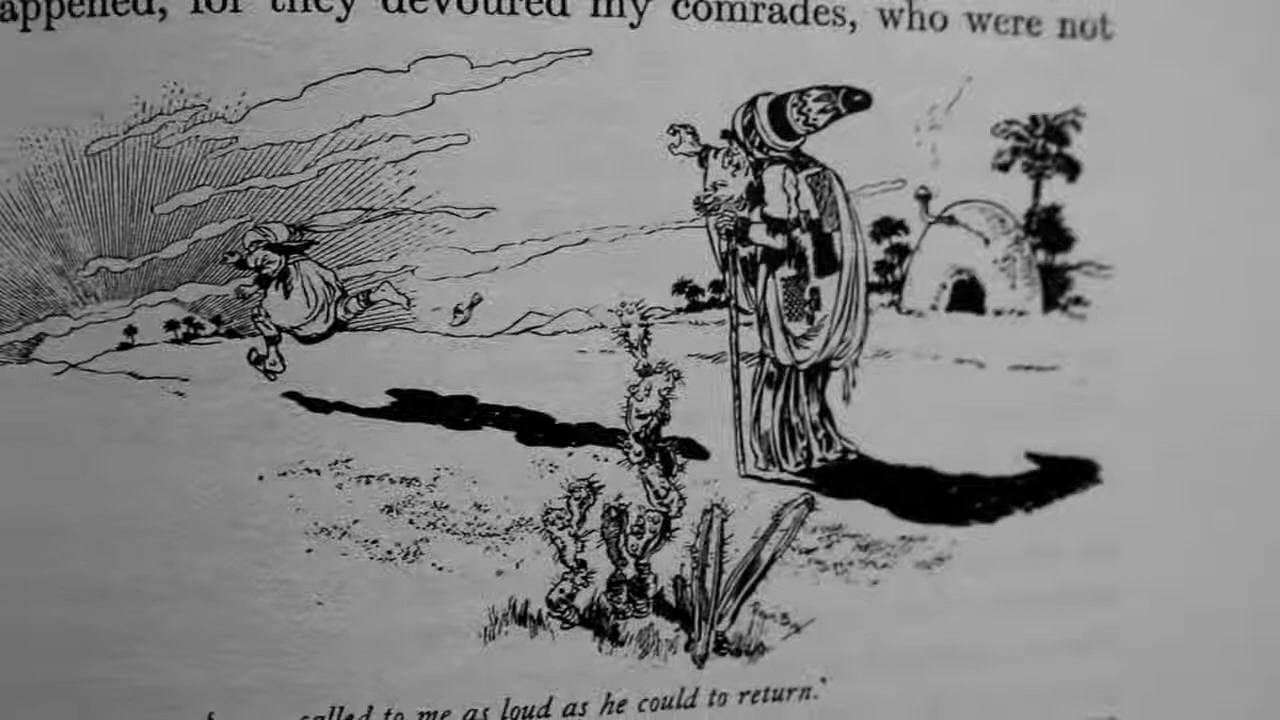 appened, for they devoured my comrades, who were not
called to me as loud as he could to return.'